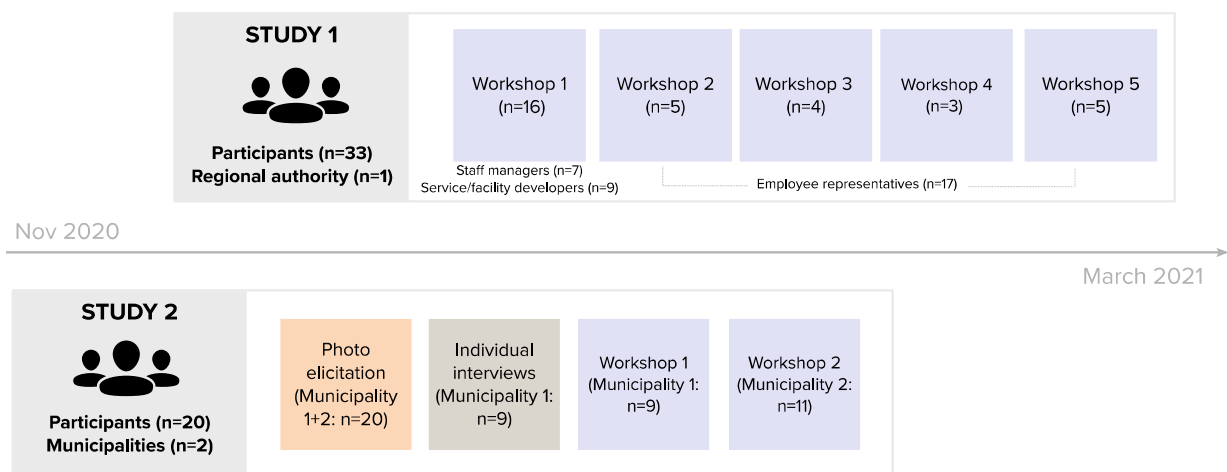 STUDY 1
Participants (n=33)
Regional authority (n=1)
Workshop 1
(n=16)
Workshop 2
(n=5)
Workshop 3
(n=4)
Workshop 4
(n=3)
Workshop 5
(n=5)
Staff managers (n=7)
Service/facility developers (n=9)
Employee representatives (n=17)
Nov 2020
March 2021
STUDY 2
Participants (n=20)
Municipalities (n=2)
Photo
elicitation
(Municipality
1+2: n=20)
Individual
interviews
(Municipality 1:
n=9)
Workshop 1
(Municipality 1:
n=9)
Workshop 2
(Municipality 2:
n=11)